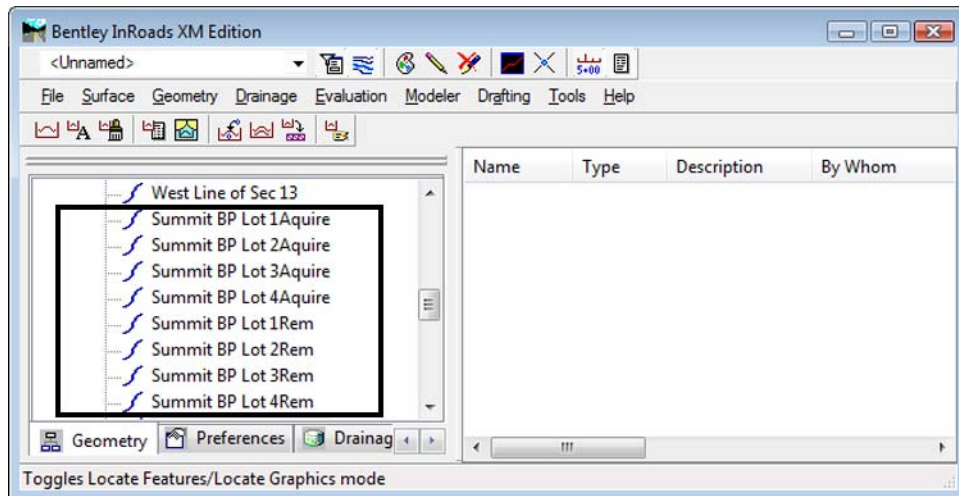 Bentley InRoads XM Edition
<Unnamed>
5+00
File Surface Geometry Drainage Evaluation Modeler Drafting Tools Help
A
Name Type Description By Whom
West Line of Sec 13
Summit BP Lot 1Aquire
Summit BP Lot 2Aquire
Summit BP Lot 3Aquire
Summit BP Lot 4Aquire
Summit BP Lot 1Rem
Summit BP Lot 2Rem
Summit BP Lot 3Rem
Summit BP Lot 4Rem
Geometry Preferences Drainag
Toggles Locate Features/Locate Graphics mode